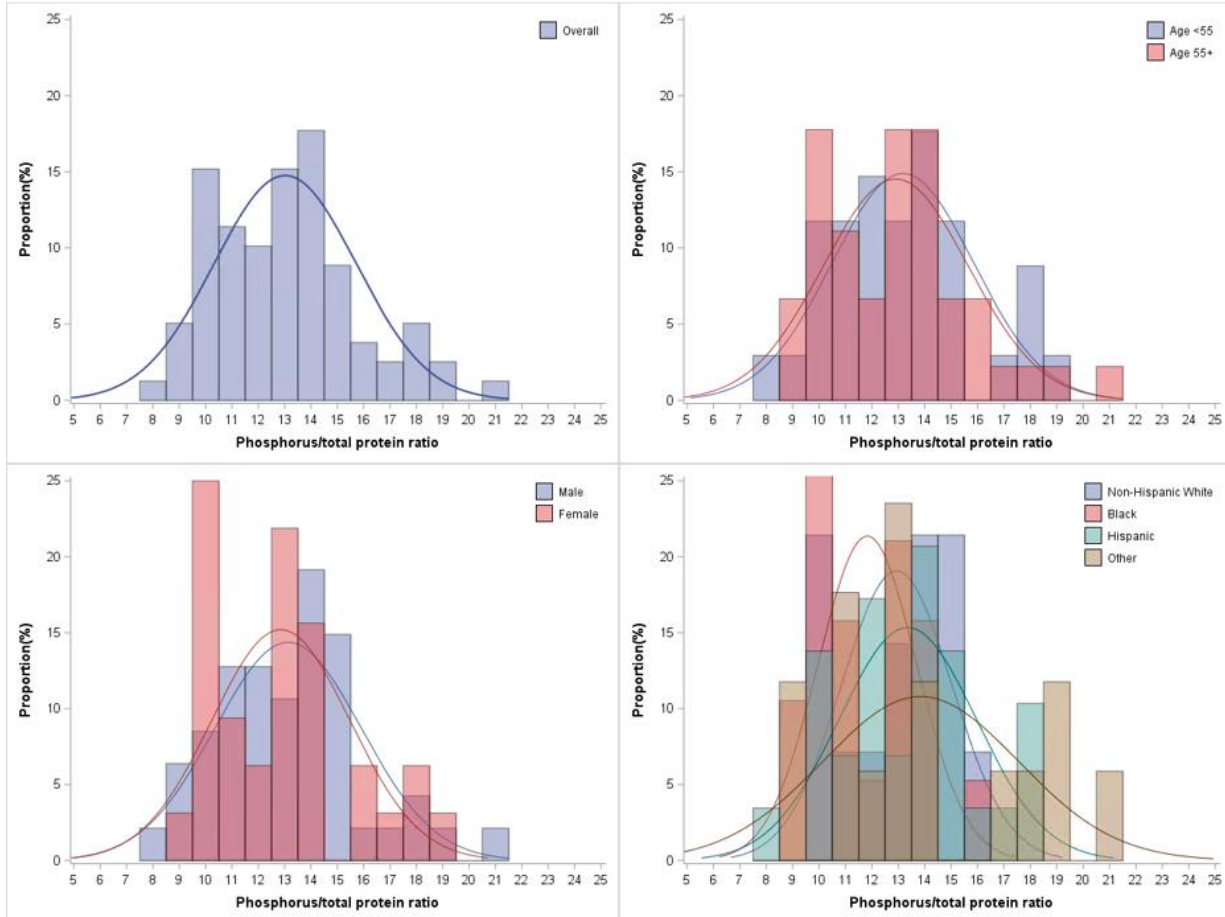 25
20
15
10
5
0
Proportion(%)
Overall
5 6 7 8 9 10 11 12 13 14 15 16 17 18 19 20 21 22 23 24 25
Phosphorus/total protein ratio
25
20
15
10
5
0
Proportion(%)
Age <55
Age 55+
5 6 7 8 9 10 11 12 13 14 15 16 17 18 19 20 21 22 23 24 25
Phosphorus/total protein ratio
25
20
15
10
5
0
Proportion(%)
Male
Female
5 6 7 8 9 10 11 12 13 14 15 16 17 18 19 20 21 22 23 24 25
Phosphorus/total protein ratio
25
20
15
10
5
0
Proportion(%)
Non-Hispanic White
Black
Hispanic
Other
5 6 7 8 9 10 11 12 13 14 15 16 17 18 19 20 21 22 23 24 25
Phosphorus/total protein ratio